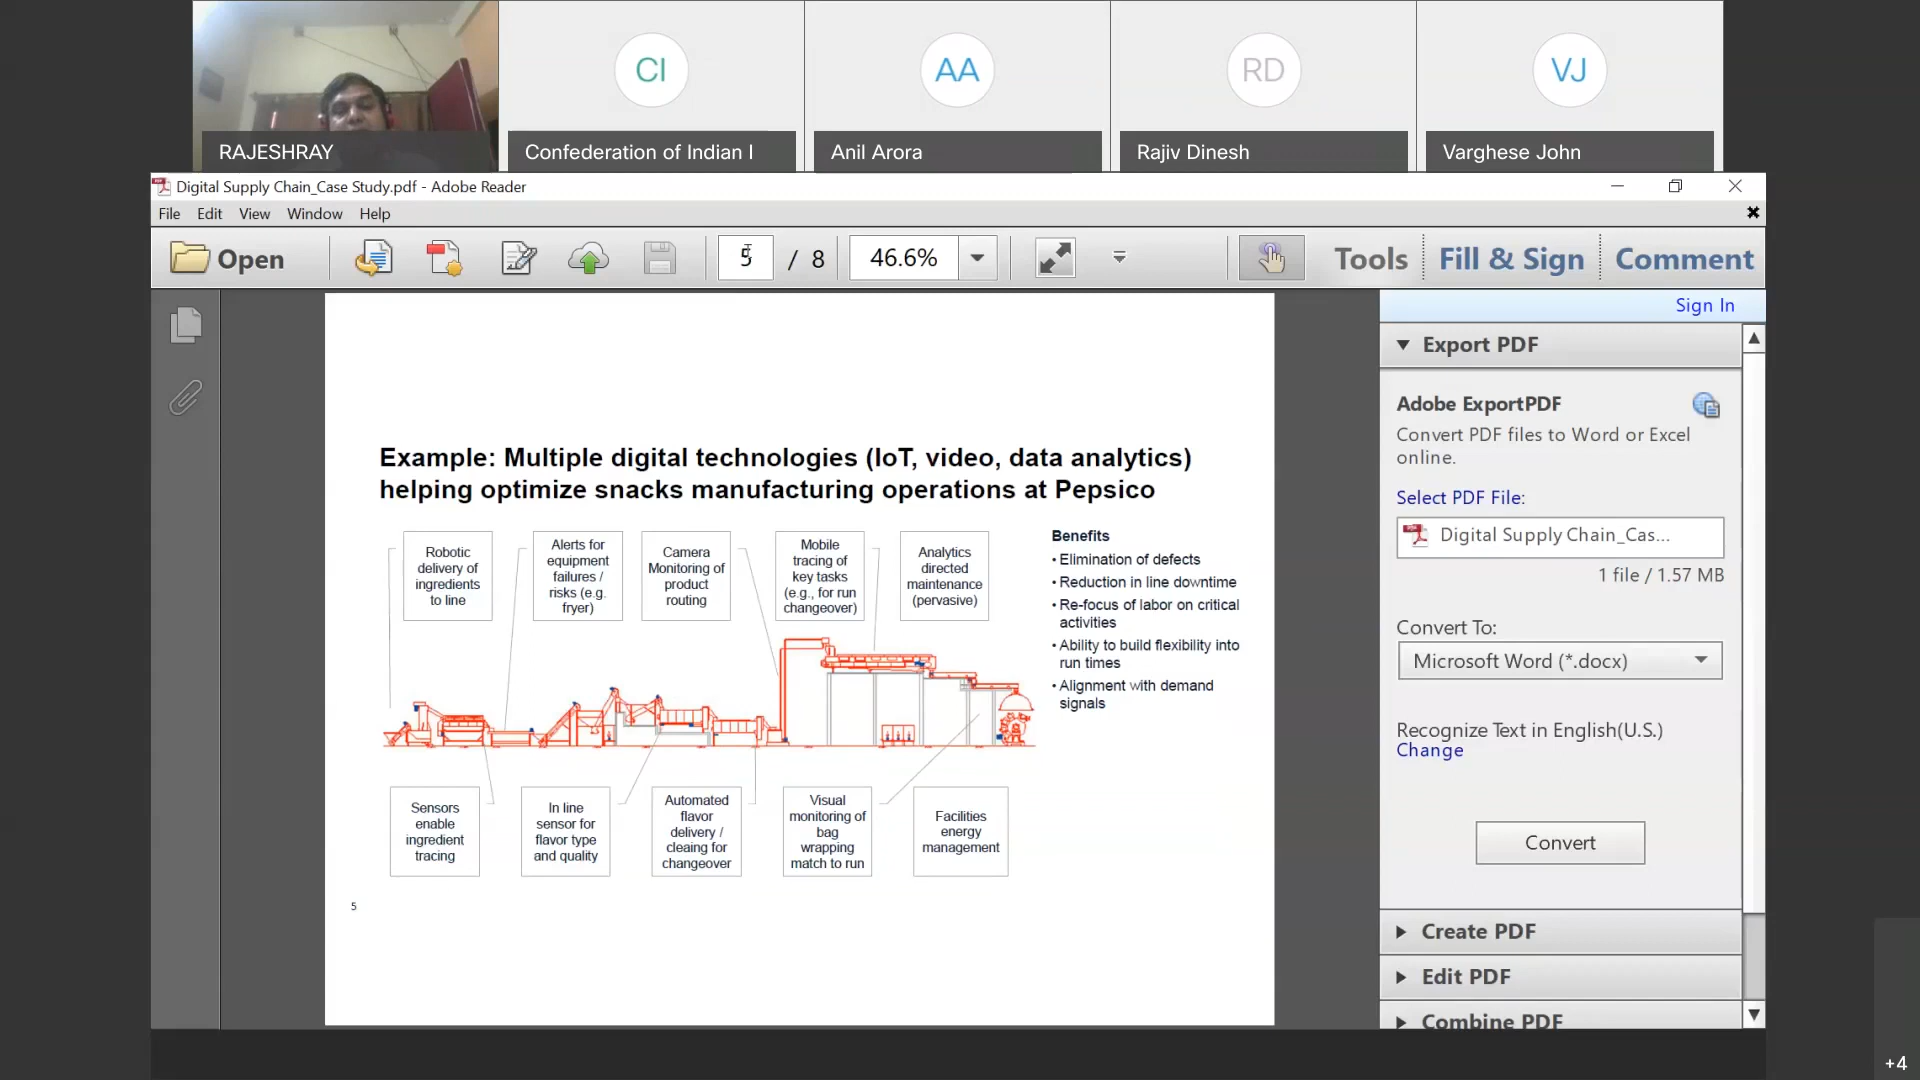 CI
AA
RD
VJ
RAJESHRAY
Confederation of Indian I
Anil Arora
Rajiv Dinesh
Varghese John
Digital Supply Chain_Case Study.pdf - Adobe Reader
File Edit View Window Help
Open
5 / 8
46.6%
Tools
Fill & Sign
Comment
Sign In
Export PDF
Adobe ExportPDF
Convert PDF files to Word or Excel
online.
Select PDF File:
Digital Supply Chain_Cas...
1 file / 1.57 MB
Convert To:
Microsoft Word (*.docx)
Recognize Text in English(U.S.)
Change
Convert
Create PDF
Edit PDF
Combine PDF
Example: Multiple digital technologies (IoT, video, data analytics)
helping optimize snacks manufacturing operations at Pepsico
Robotic
delivery of
ingredients
to line
Alerts for
equipment
failures /
risks (e.g.
fryer)
Camera
Monitoring of
product
routing
Mobile
tracing of
key tasks
(e.g., for run
changeover)
Analytics
directed
maintenance
(pervasive)
Benefits
• Elimination of defects
• Reduction in line downtime
• Re-focus of labor on critical
activities
• Ability to build flexibility into
run times
• Alignment with demand
signals
Sensors
enable
ingredient
tracing
In line
sensor for
flavor type
and quality
Automated
flavor
delivery /
cleaing for
changeover
Visual
monitoring of
bag
wrapping
match to run
Facilities
energy
management
5
+4